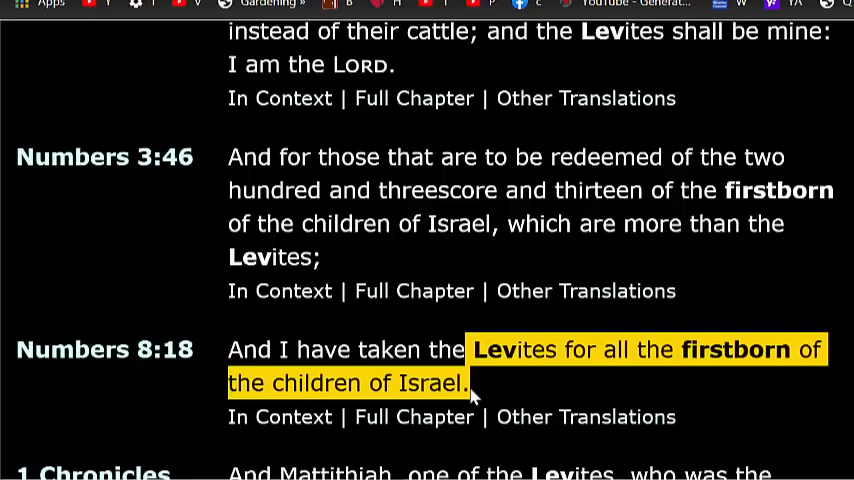 Apps
Gardening »
YouTube - Generat...
instead of their cattle; and the Levites shall be mine:
I am the LORD.
In Context | Full Chapter | Other Translations
Numbers 3:46
And for those that are to be redeemed of the two
hundred and threescore and thirteen of the firstborn
of the children of Israel, which are more than the
Levites;
In Context | Full Chapter | Other Translations
Numbers 8:18
And I have taken the Levites for all the firstborn of
the children of Israel.
In Context | Full Chapter | Other Translations
1 Chronicles
And Mattithiah, one of the Levites, who was the